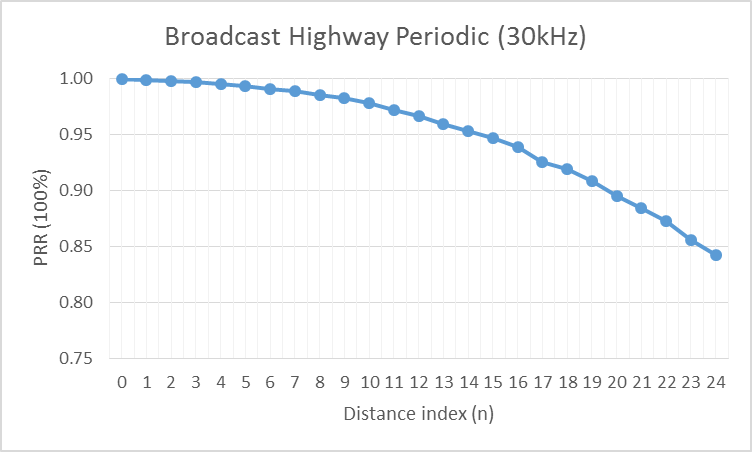 Broadcast Highway Periodic (30kHz)
1.00
0.95
0.90
0.85
0.80
0.75
PRR (100%)
0 1 2 3 4 5 6 7 8 9 10 11 12 13 14 15 16 17 18 19 20 21 22 23 24
Distance index (n)